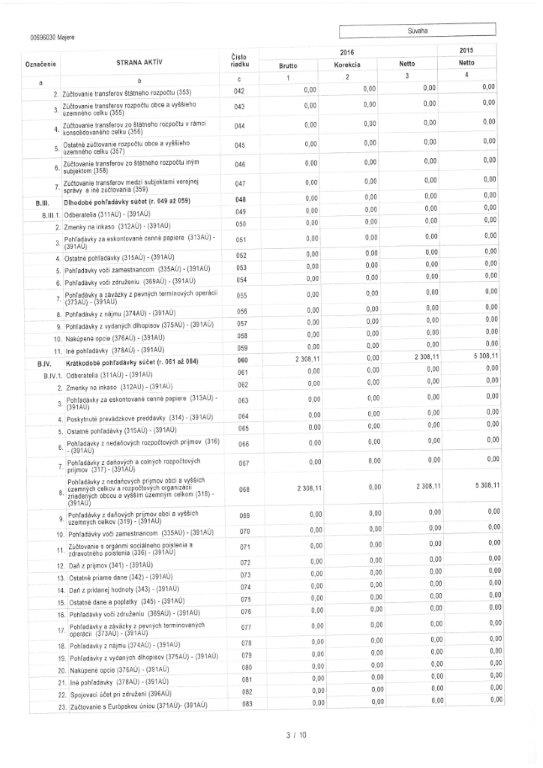 00696030 Majere
Súvaha
2016 2015
Označenie STRANA AKTÍV Číslo riadku Brutto Korekcia Netto Netto
a b c 1 2 3 4
2. Zúčtovanie transferov štátneho rozpočtu (353) 042 0,00 0,00 0,00 0,00
3. Zúčtovanie transferov rozpočtu obce a vyššieho
územného celku (355) 043 0,00 0,00 0,00 0,00
4. Zúčtovanie transferov zo štátneho rozpočtu v rámci
konsolidovaného celku (356) 044 0,00 0,00 0,00 0,00
5. Ostatné zúčtovanie rozpočtu obce a vyššieho
územného celku (357) 045 0,00 0,00 0,00 0,00
6. Zúčtovanie transferov zo štátneho rozpočtu iným
subjektom (358) 046 0,00 0,00 0,00 0,00
7. Zúčtovanie transferov medzi subjektami verejnej
správy a iné zúčtovania (359) 047 0,00 0,00 0,00 0,00
B.III. Dlhodobé pohľadávky súčet (r. 049 až 059) 048 0,00 0,00 0,00 0,00
B.III.1. Odberatelia (311AÚ) - (391AÚ) 049 0,00 0,00 0,00 0,00
2. Zmenky na inkaso (312AÚ) - (391AÚ) 050 0,00 0,00 0,00 0,00
3. Pohľadávky za eskontované cenné papiere (313AÚ) -
(391AÚ) 051 0,00 0,00 0,00 0,00
4. Ostatné pohľadávky (315AÚ) - (391AÚ) 052 0,00 0,00 0,00 0,00
5. Pohľadávky voči zamestnancom (335AÚ) - (391AÚ) 053 0,00 0,00 0,00 0,00
6. Pohľadávky voči združeniu (369AÚ) - (391AÚ) 054 0,00 0,00 0,00 0,00
7. Pohľadávky a záväzky z pevných termínových operácií
(373AÚ) - (391AÚ) 055 0,00 0,00 0,00 0,00
8. Pohľadávky z nájmu (374AÚ) - (391AÚ) 056 0,00 0,00 0,00 0,00
9. Pohľadávky z vydaných dlhopisov (375AÚ) - (391AÚ) 057 0,00 0,00 0,00 0,00
10. Nakúpené opcie (376AÚ) - (391AÚ) 058 0,00 0,00 0,00 0,00
11. Iné pohľadávky (378AÚ) - (391AÚ) 059 0,00 0,00 0,00 0,00
B.IV. Krátkodobé pohľadávky súčet (r. 061 až 084) 060 2 308,11 0,00 2 308,11 5 308,11
B.IV.1. Odberatelia (311AÚ) - (391AÚ) 061 0,00 0,00 0,00 0,00
2. Zmenky na inkaso (312AÚ) - (391AÚ) 062 0,00 0,00 0,00 0,00
3. Pohľadávky za eskontované cenné papiere (313AÚ) -
(391AÚ) 063 0,00 0,00 0,00 0,00
4. Poskytnuté prevádzkové preddavky (314) - (391AÚ) 064 0,00 0,00 0,00 0,00
5. Ostatné pohľadávky (315AÚ) - (391AÚ) 065 0,00 0,00 0,00 0,00
6. Pohľadávky z nedaňových rozpočtových príjmov (316)
- (391AÚ) 066 0,00 0,00 0,00 0,00
7. Pohľadávky z daňových a colných rozpočtových
príjmov (317) - (391AÚ) 067 0,00 0,00 0,00 0,00
8. Pohľadávky z nedaňových príjmov obcí a vyšších
územných celkov a rozpočtových organizácií
zriadených obcou a vyšším územným celkom (318) -
(391AÚ) 068 2 308,11 0,00 2 308,11 5 308,11
9. Pohľadávky z daňových príjmov obcí a vyšších
územných celkov (319) - (391AÚ) 069 0,00 0,00 0,00 0,00
10. Pohľadávky voči zamestnancom (335AÚ) - (391AÚ) 070 0,00 0,00 0,00 0,00
11. Zúčtovanie s orgánmi sociálneho poistenia a
zdravotného poistenia (336) - (391AÚ) 071 0,00 0,00 0,00 0,00
12. Daň z príjmov (341) - (391AÚ) 072 0,00 0,00 0,00 0,00
13. Ostatné priame dane (342) - (391AÚ) 073 0,00 0,00 0,00 0,00
14. Daň z pridanej hodnoty (343) - (391AÚ) 074 0,00 0,00 0,00 0,00
15. Ostatné dane a poplatky (345) - (391AÚ) 075 0,00 0,00 0,00 0,00
16. Pohľadávky voči združeniu (369AÚ) - (391AÚ) 076 0,00 0,00 0,00 0,00
17. Pohľadávky a záväzky z pevných termínovaných
operácií (373AÚ) - (391AÚ) 077 0,00 0,00 0,00 0,00
18. Pohľadávky z nájmu (374AÚ) - (391AÚ) 078 0,00 0,00 0,00 0,00
19. Pohľadávky z vydaných dlhopisov (375AÚ) - (391AÚ) 079 0,00 0,00 0,00 0,00
20. Nakúpené opcie (376AÚ) - (391AÚ) 080 0,00 0,00 0,00 0,00
21. Iné pohľadávky (378AÚ) - (391AÚ) 081 0,00 0,00 0,00 0,00
22. Spojovací účet pri združení (396AÚ) 082 0,00 0,00 0,00 0,00
23. Zúčtovanie s Európskou úniou (371AÚ)- (391AÚ) 083 0,00 0,00 0,00 0,00
3 / 10